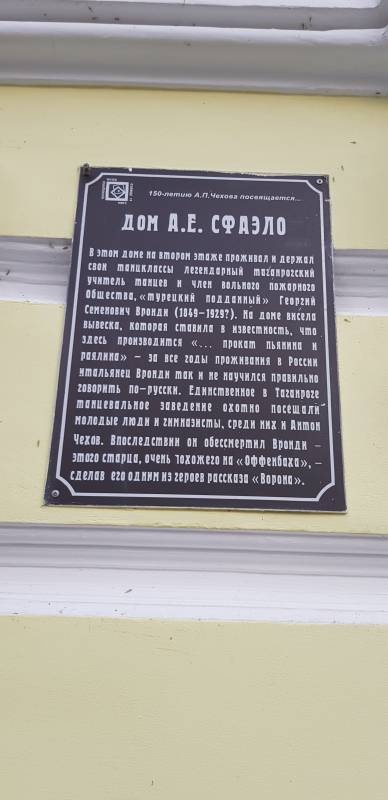 150-летию А.П.Чехова посвящается...
ДОМ А.Е. СФАЭЛО
В этом доме на втором этаже проживал и держал
свои танцклассы легендарный таганрогский
учитель танцев и член вольного пожарного
общества, «турецкий подданный» Георгий
Семенович Вронди (1849–1929?). На доме висела
вывеска, которая ставила в известность, что
здесь производится «... прокат пьянина и
раялина» – за все годы проживания в России
итальянец Вронди так и не научился правильно
говорить по-русски. Единственное в Таганроге
танцевальное заведение охотно посещали
молодые люди и гимназисты, среди них и Антон
Чехов. Впоследствии он обессмертил Вронди –
этого старца, очень похожего на «Оффенбаха», –
сделав его одним из героев рассказа «Ворона».